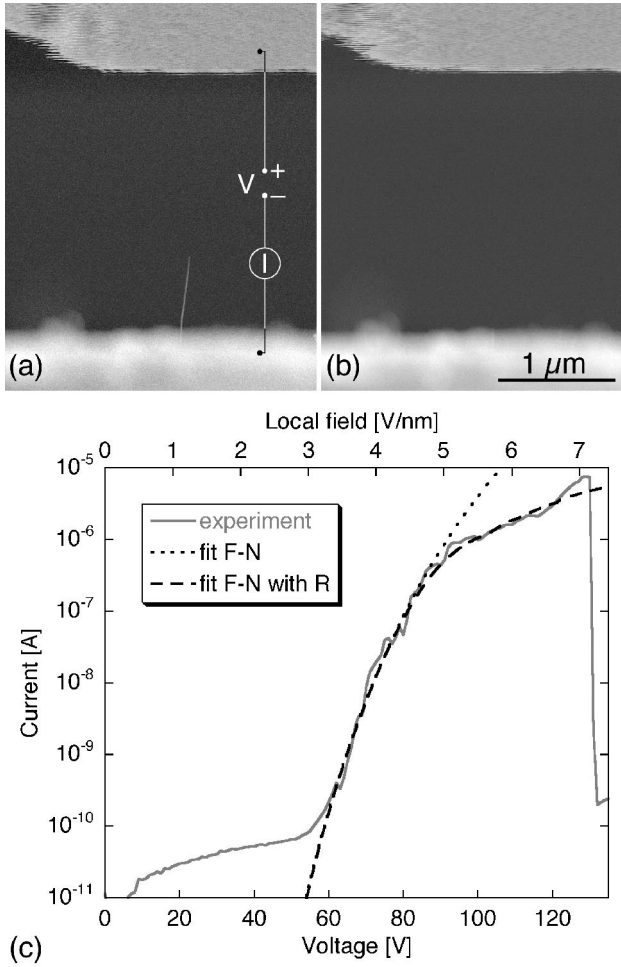 V + −
I
(a)
(b)
1 µm
Local field [V/nm]
0 1 2 3 4 5 6 7
10^-5
10^-6
10^-7
10^-8
10^-9
10^-10
10^-11
Current [A]
experiment
fit F-N
fit F-N with R
0 20 40 60 80 100 120
Voltage [V]
(c)